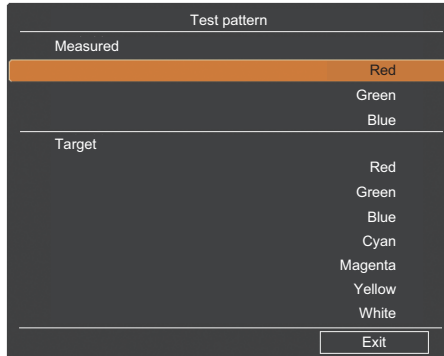 Test pattern
Measured
Red
Green
Blue
Target
Red
Green
Blue
Cyan
Magenta
Yellow
White
Exit